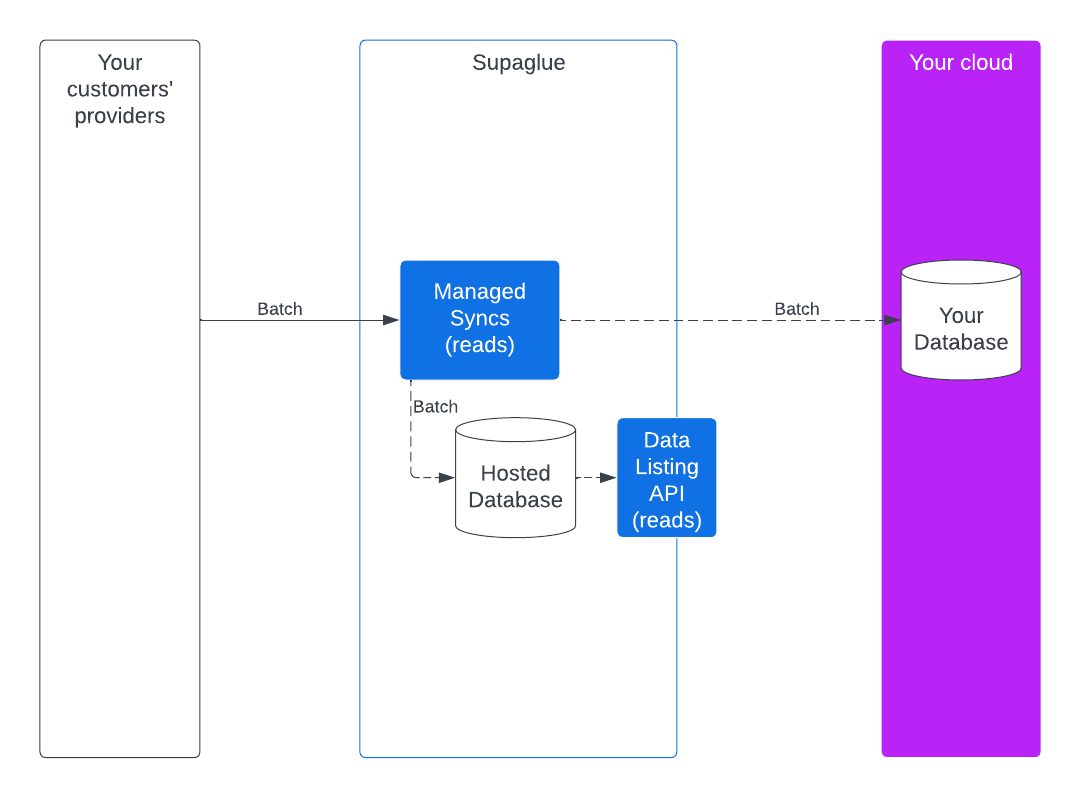 Your
customers'
providers
Supaglue
Your cloud
Batch
Managed
Syncs
(reads)
Batch
Your
Database
Batch
Hosted
Database
Data
Listing
API
(reads)